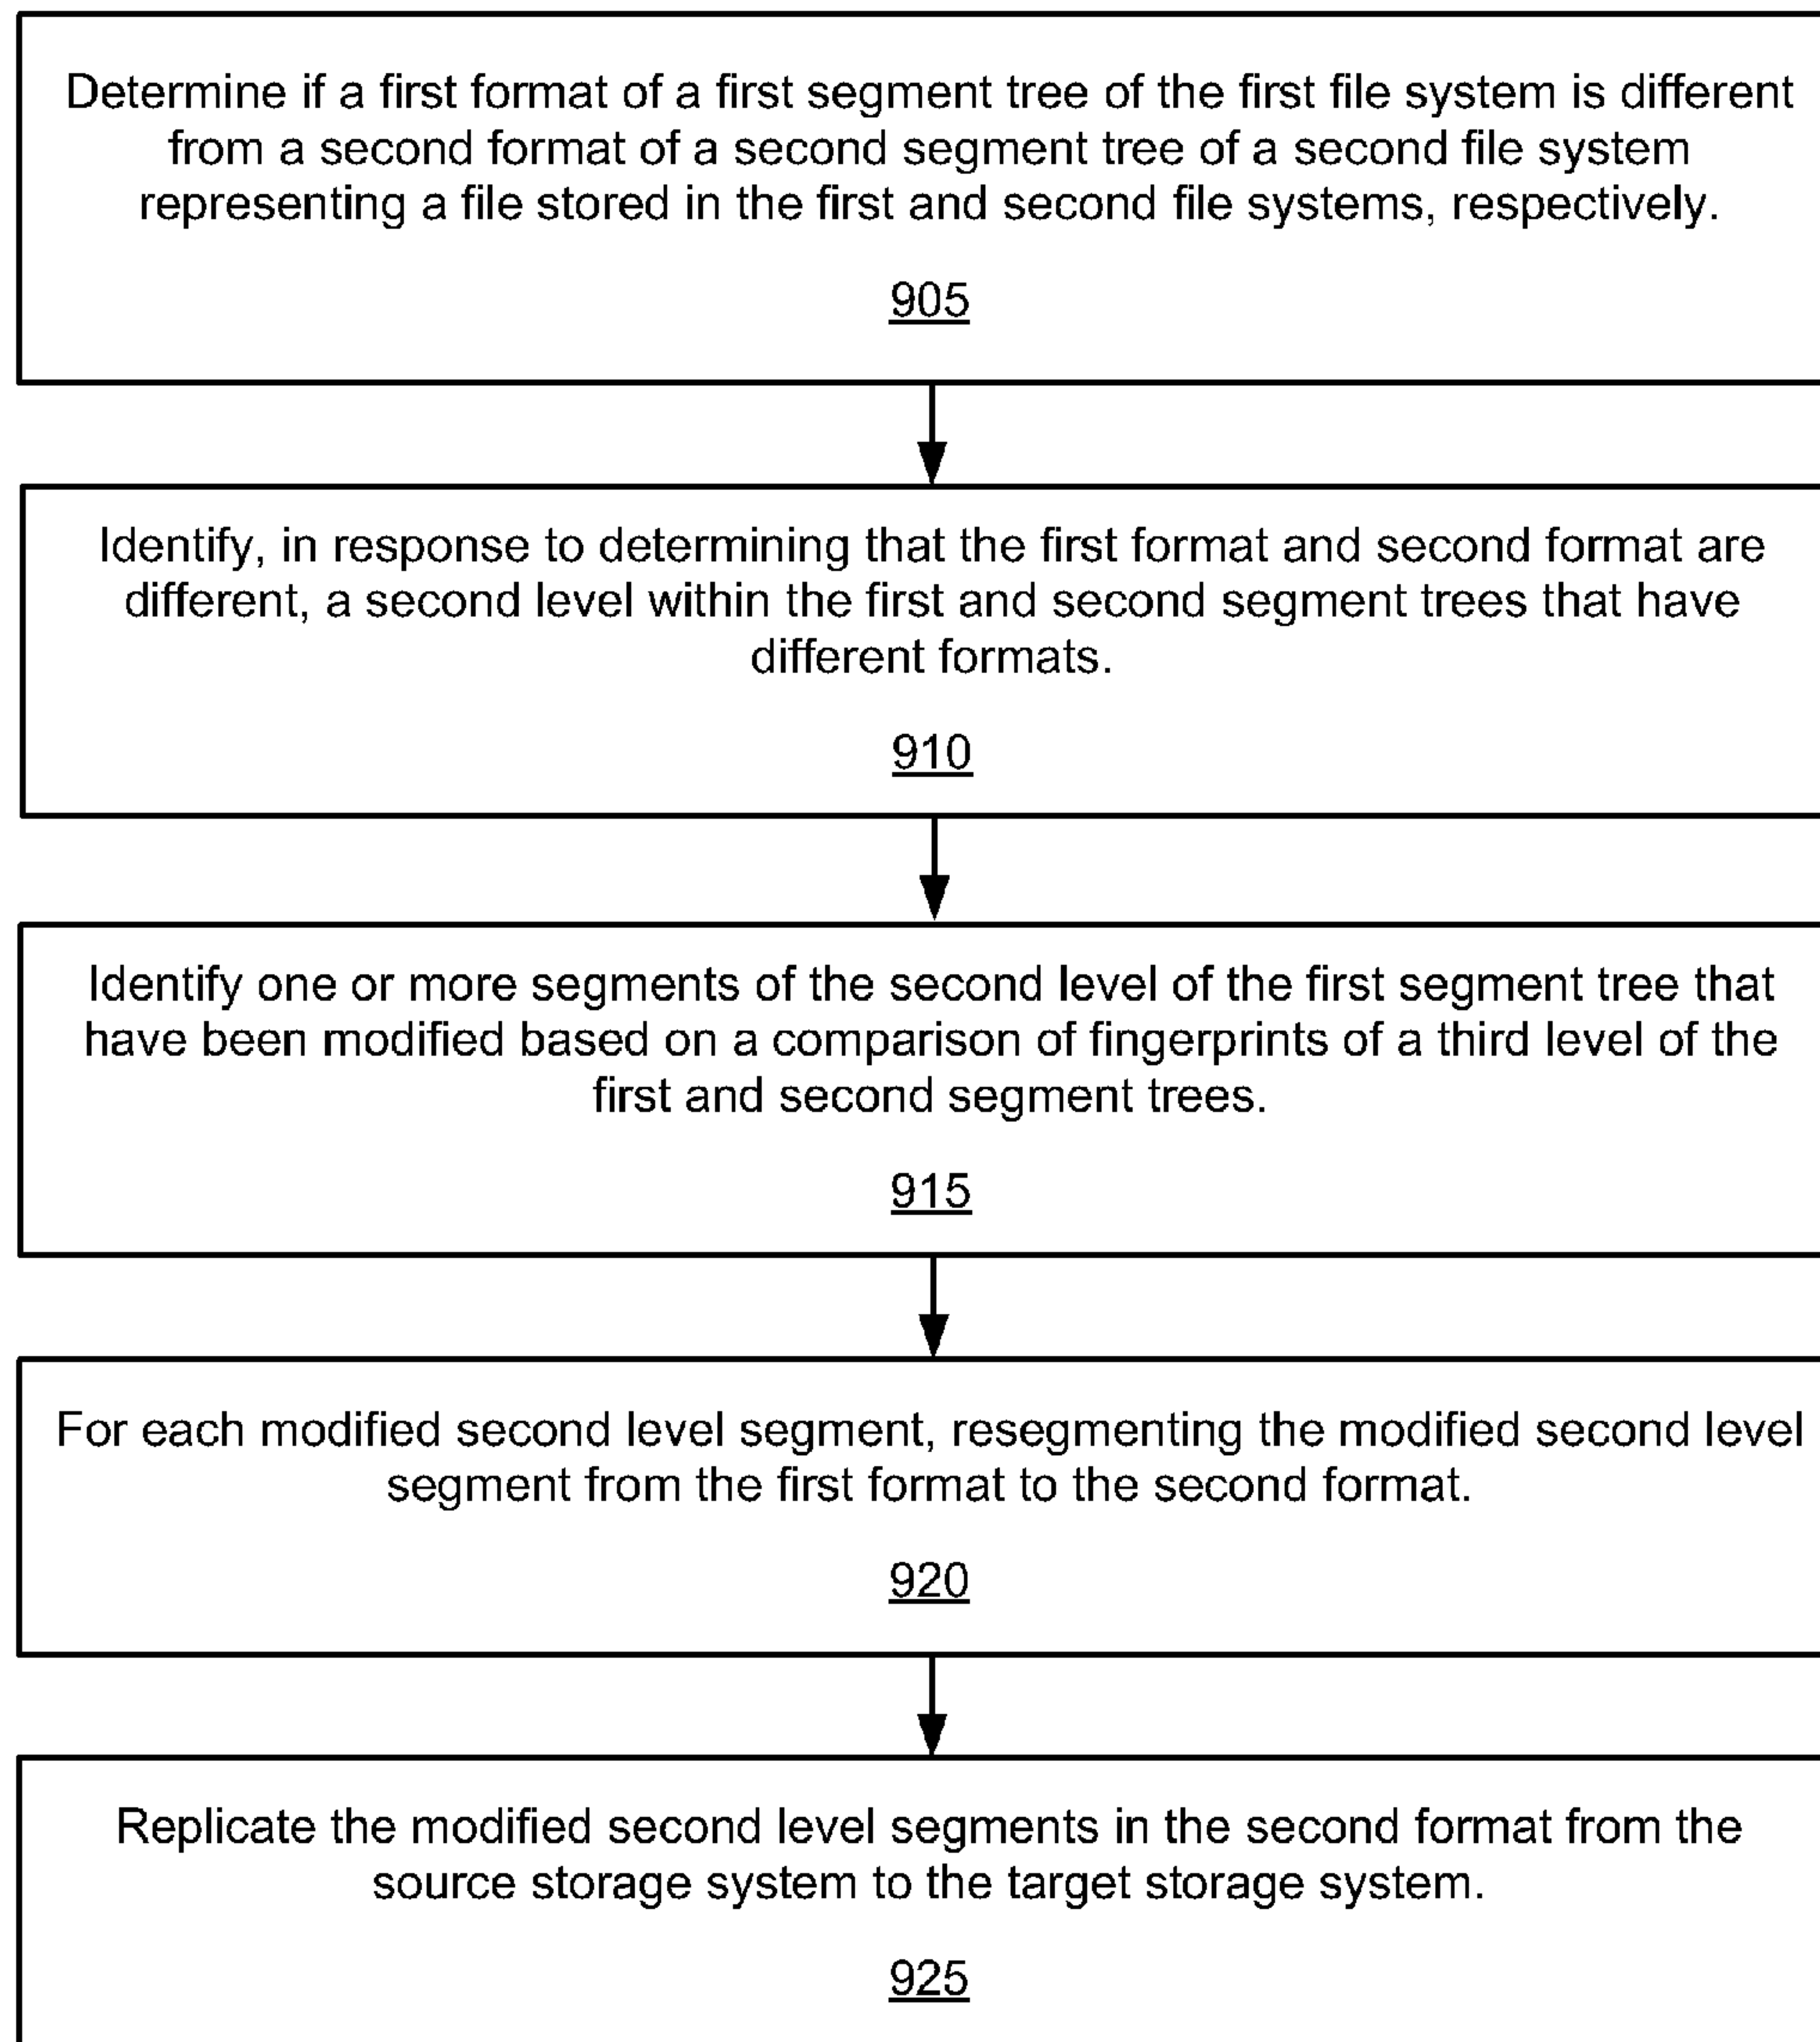 Determine if a first format of a first segment tree of the first file system is different
from a second format of a second segment tree of a second file system
representing a file stored in the first and second file systems, respectively.
905
Identify, in response to determining that the first format and second format are
different, a second level within the first and second segment trees that have
different formats.
910
Identify one or more segments of the second level of the first segment tree that
have been modified based on a comparison of fingerprints of a third level of the
first and second segment trees.
915
For each modified second level segment, resegmenting the modified second level
segment from the first format to the second format.
920
Replicate the modified second level segments in the second format from the
source storage system to the target storage system.
925